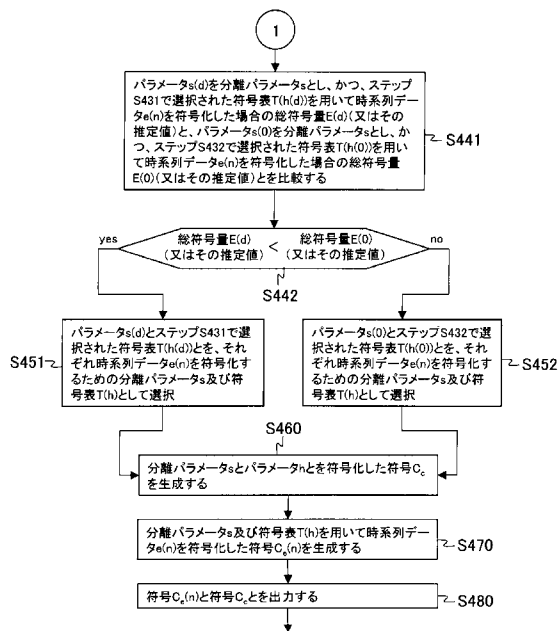 1
パラメータs(d)を分離パラメータsとし、かつ、ステップ
S431で選択された符号表T(h(d))を用いて時系列デー
タe(n)を符号化した場合の総符号量E(d)(又はその
推定値)と、パラメータs(0)を分離パラメータsとし、か
つ、ステップS432で選択された符号表T(h(0))を用い
て時系列データe(n)を符号化した場合の総符号量
E(0)(又はその推定値)とを比較する
S441
yes
総符号量E(d)
(又はその推定値)
<
総符号量E(0)
(又はその推定値)
no
S442
S451
パラメータs(d)とステップS431で
選択された符号表T(h(d))とを、それ
ぞれ時系列データe(n)を符号化す
るための分離パラメータs及び符
号表T(h)として選択
パラメータs(0)とステップS432で選
択された符号表T(h(0))とを、それ
ぞれ時系列データe(n)を符号化す
るための分離パラメータs及び符
号表T(h)として選択
S452
S460
分離パラメータsとパラメータhとを符号化した符号Cc
を生成する
分離パラメータs及び符号表T(h)を用いて時系列デー
タe(n)を符号化した符号Ce(n)を生成する
S470
符号Ce(n)と符号Ccとを出力する
S480